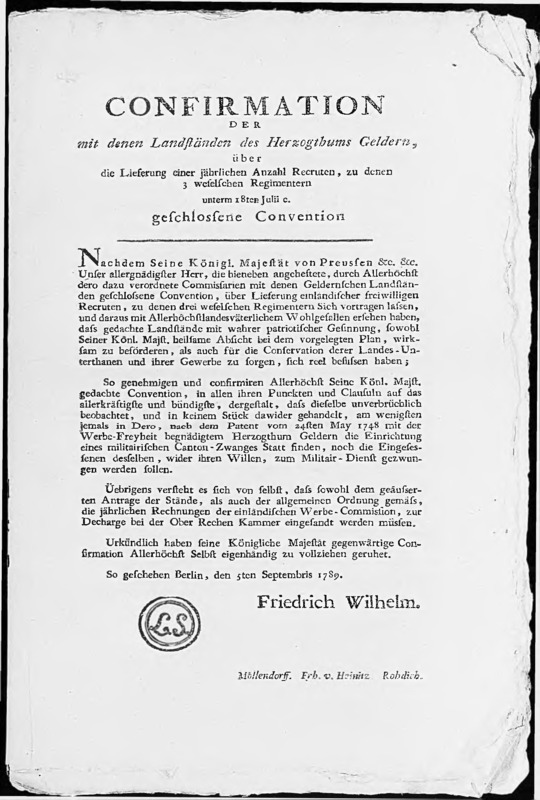 CONFIRMATION
DER
mit denen Landſtänden des Herzogthums Geldern,
über
die Lieferung einer jährlichen Anzahl Recruten, zu denen
3 weſelſchen Regimentern
unterm 18ten Julii c.
geſchloſſene Convention
Nachdem Seine Königl. Majeſtät von Preuſſen &c. &c.
Unſer allergnädigſter Herr, die hieneben angeheftete, durch Allerhöchſt
dero dazu verordnete Commiſſarien mit denen Geldernſchen Landſtän-
den geſchloſſene Convention, über Lieferung einländiſcher freiwilligen
Recruten, zu denen drei weſelſchen Regimentern Sich vortragen laſſen,
und daraus mit Allerhöchſtlandesväterlichem Wohlgefallen erſehen haben,
daſs gedachte Landſtände mit wahrer patriotiſcher Geſinnung, ſowohl
Seiner Könl. Majſt. heilſame Abſicht bei dem vorgelegten Plan, wirk-
ſam zu befördern, als auch für die Conſervation derer Landes-Un-
terthanen und ihrer Gewerbe zu ſorgen, ſich reel befliſſen haben;
So genehmigen und confirmiren Allerhöchſt Seine Könl. Majſt.
gedachte Convention, in allen ihren Punckten und Clauſuln auf das
allerkräftigſte und bündigſte, dergeſtalt, daſs dieſelbe unverbrüchlich
beobachtet, und in keinem Stück dawider gehandelt, am wenigſten
jemals in Dero, nach dem Patent vom 24ſten May 1748 mit der
Werbe-Freyheit begnädigtem Herzogthum Geldern die Einrichtung
eines militairiſchen Canton-Zwanges Statt finden, noch die Eingeſeſ-
ſenen desſelben, wider ihren Willen, zum Militair-Dienſt gezwun-
gen werden ſollen.
Üebrigens verſteht es ſich von ſelbſt, daſs ſowohl dem geäuſſer-
ten Antrage der Stände, als auch der allgemeinen Ordnung gemäſs,
die jährlichen Rechnungen der einländiſchen Werbe-Commiſſion, zur
Decharge bei der Ober Rechen Kammer eingeſandt werden müſſen.
Urkündlich haben ſeine Königliche Majeſtät gegenwärtige Con-
firmation Allerhöchſt Selbſt eigenhändig zu vollziehen geruhet.
So geſchehen Berlin, den 5ten Septembris 1789.
Friedrich Wilhelm.
L.S.
Möllendorff. Frh. v. Heinitz Rohdich.